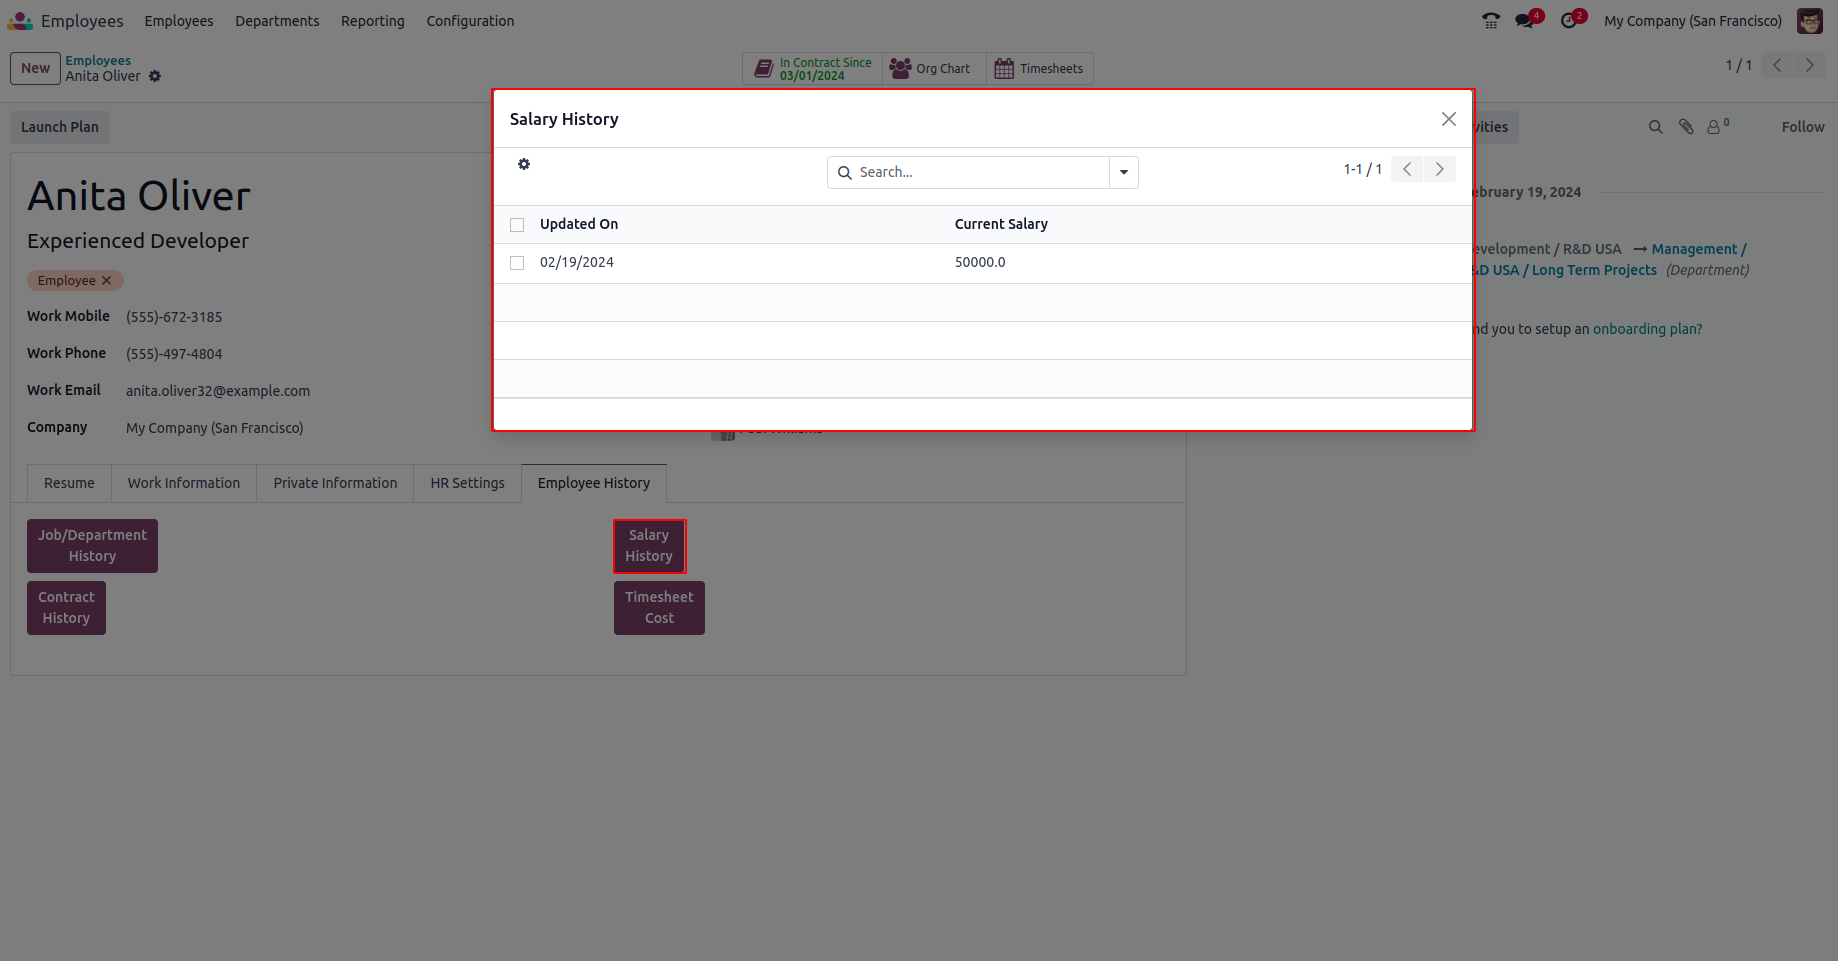 Employees Employees Departments Reporting Configuration 4 2 My Company (San Francisco)
New Employees
Anita Oliver
In Contract Since
03/01/2024
Org Chart
Timesheets
1 / 1
Launch Plan
0 Follow
Salary History
Search...
1-1 / 1
Updated On Current Salary
02/19/2024 50000.0
Anita Oliver
Experienced Developer
Employee
Work Mobile (555)-672-3185
Work Phone (555)-497-4804
Work Email anita.oliver32@example.com
Company My Company (San Francisco)
19, 2024
/ R&D USA → Management /
USA / Long Term Projects (Department)
you to setup an onboarding plan?
Resume Work Information Private Information HR Settings Employee History
Job/Department
History
Salary
History
Contract
History
Timesheet
Cost